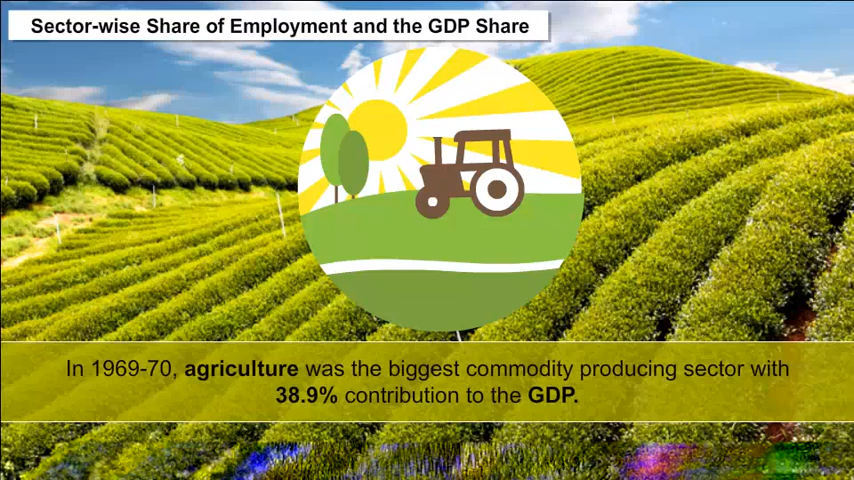 Sector-wise Share of Employment and the GDP Share
In 1969-70, agriculture was the biggest commodity producing sector with
38.9% contribution to the GDP.